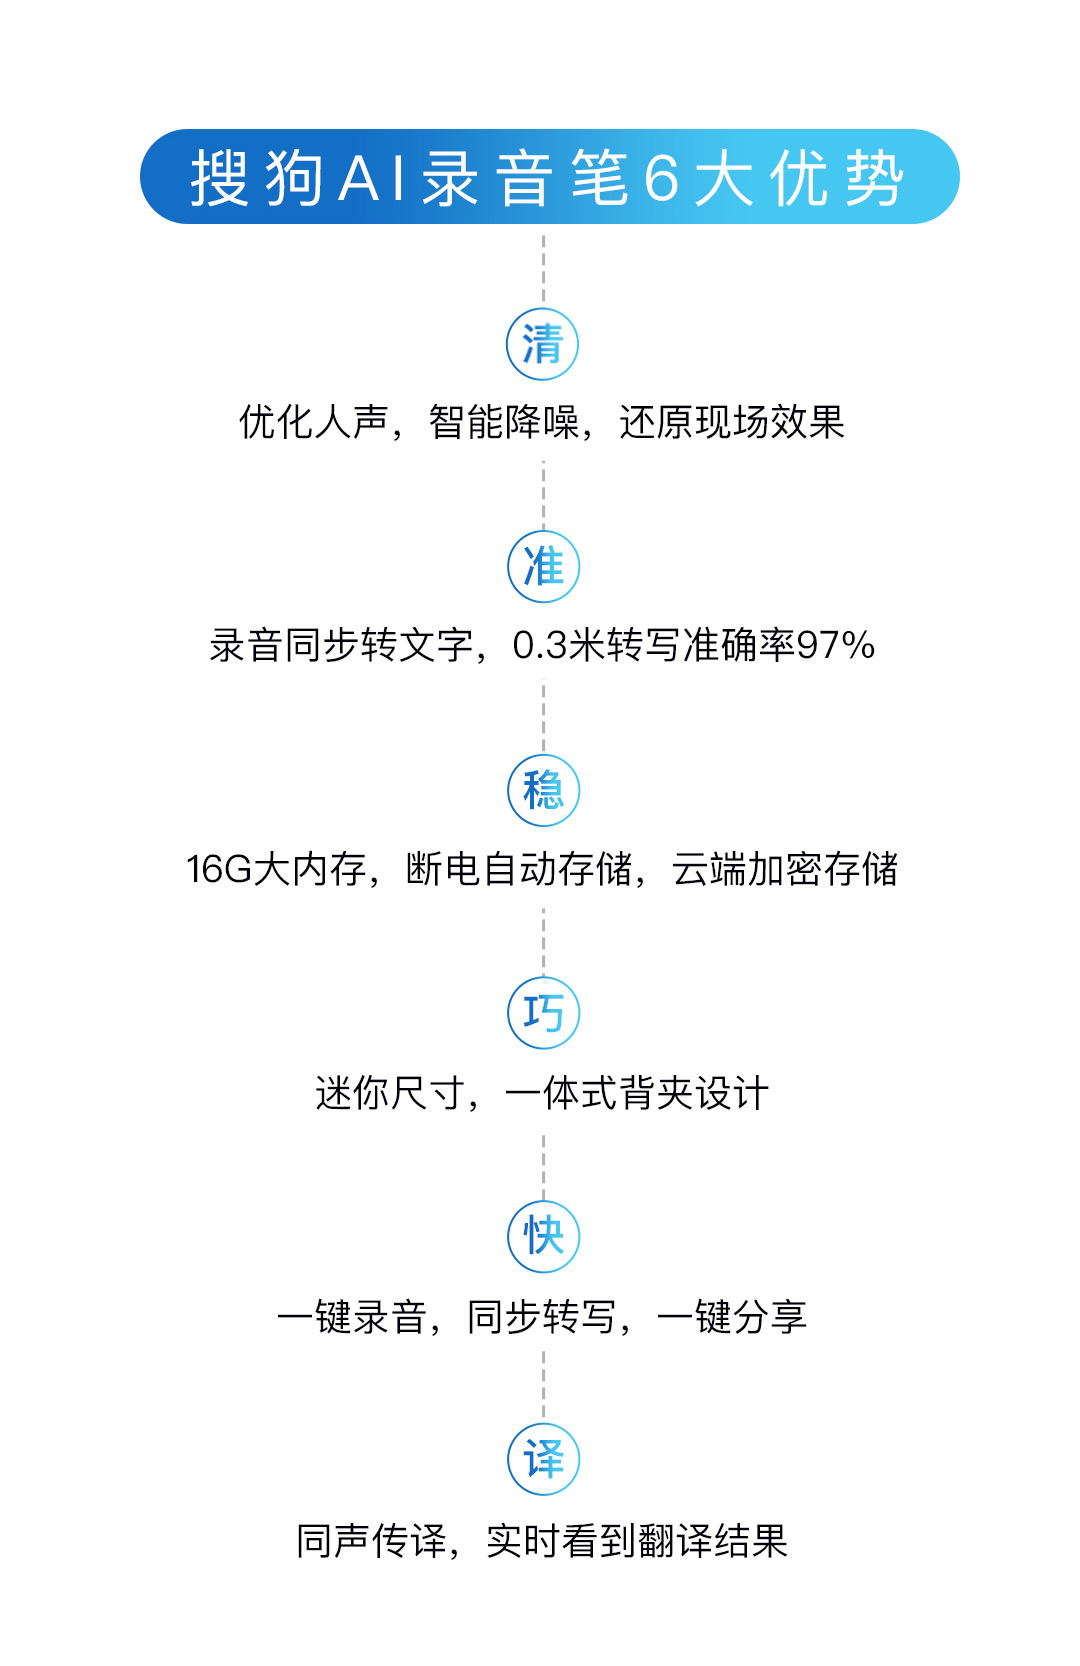 搜狗AI录音笔6大优势
清
优化人声，智能降噪，还原现场效果
准
录音同步转文字，0.3米转写准确率97%
稳
16G大内存，断电自动存储，云端加密存储
巧
迷你尺寸，一体式背夹设计
快
一键录音，同步转写，一键分享
译
同声传译，实时看到翻译结果